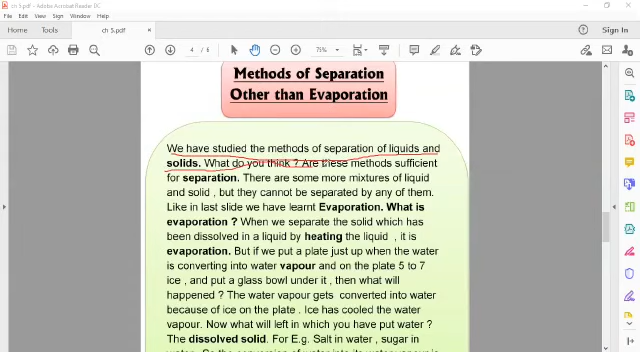 ch 5.pdf - Adobe Acrobat Reader DC
File Edit View Sign Window Help
Home Tools ch 5.pdf Sign In
4 / 6 75%
Methods of Separation
Other than Evaporation
We have studied the methods of separation of liquids and
solids. What do you think ? Are these methods sufficient
for separation. There are some more mixtures of liquid
and solid , but they cannot be separated by any of them.
Like in last slide we have learnt Evaporation. What is
evaporation ? When we separate the solid which has
been dissolved in a liquid by heating the liquid , it is
evaporation. But if we put a plate just up when the water
is converting into water vapour and on the plate 5 to 7
ice , and put a glass bowl under it , then what will
happened ? The water vapour gets converted into water
because of ice on the plate . Ice has cooled the water
vapour. Now what will left in which you have put water ?
The dissolved solid. For E.g. Salt in water , sugar in